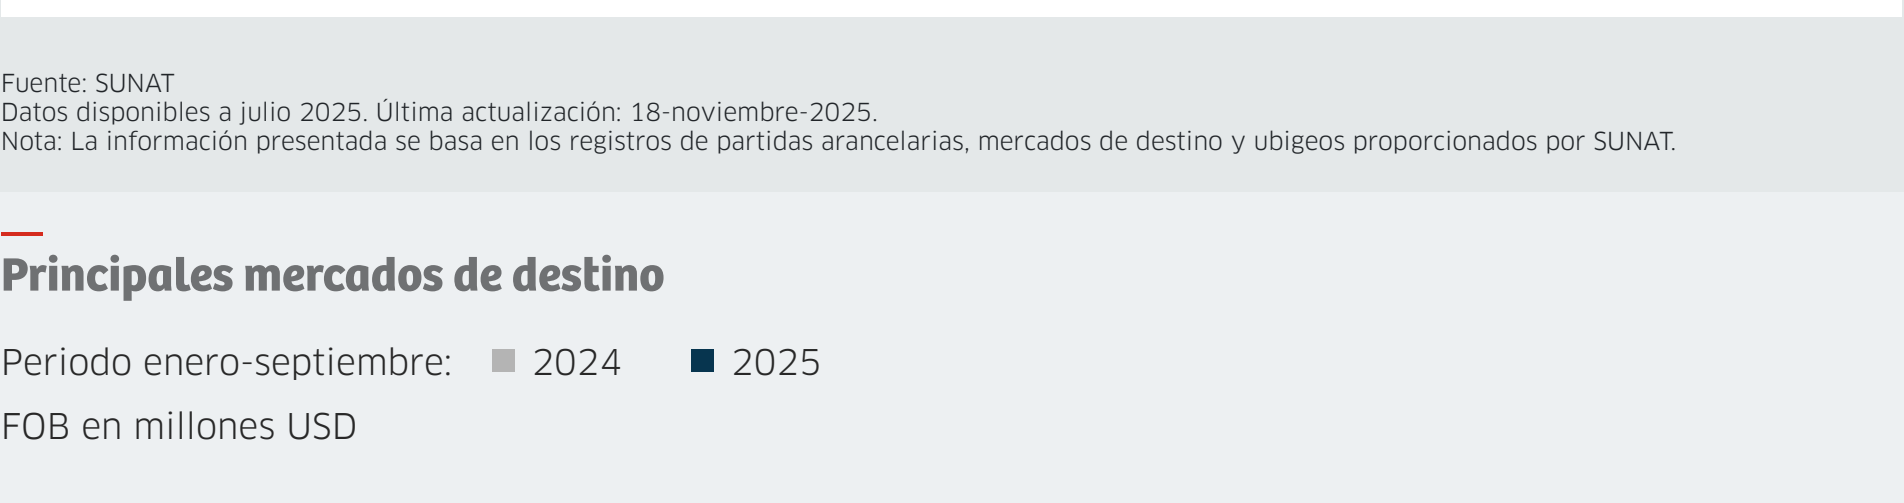 Fuente: SUNAT
Datos disponibles a julio 2025. Última actualización: 18-noviembre-2025.
Nota: La información presentada se basa en los registros de partidas arancelarias, mercados de destino y ubigeos proporcionados por SUNAT.
Principales mercados de destino
Periodo enero-septiembre: 2024 2025
FOB en millones USD